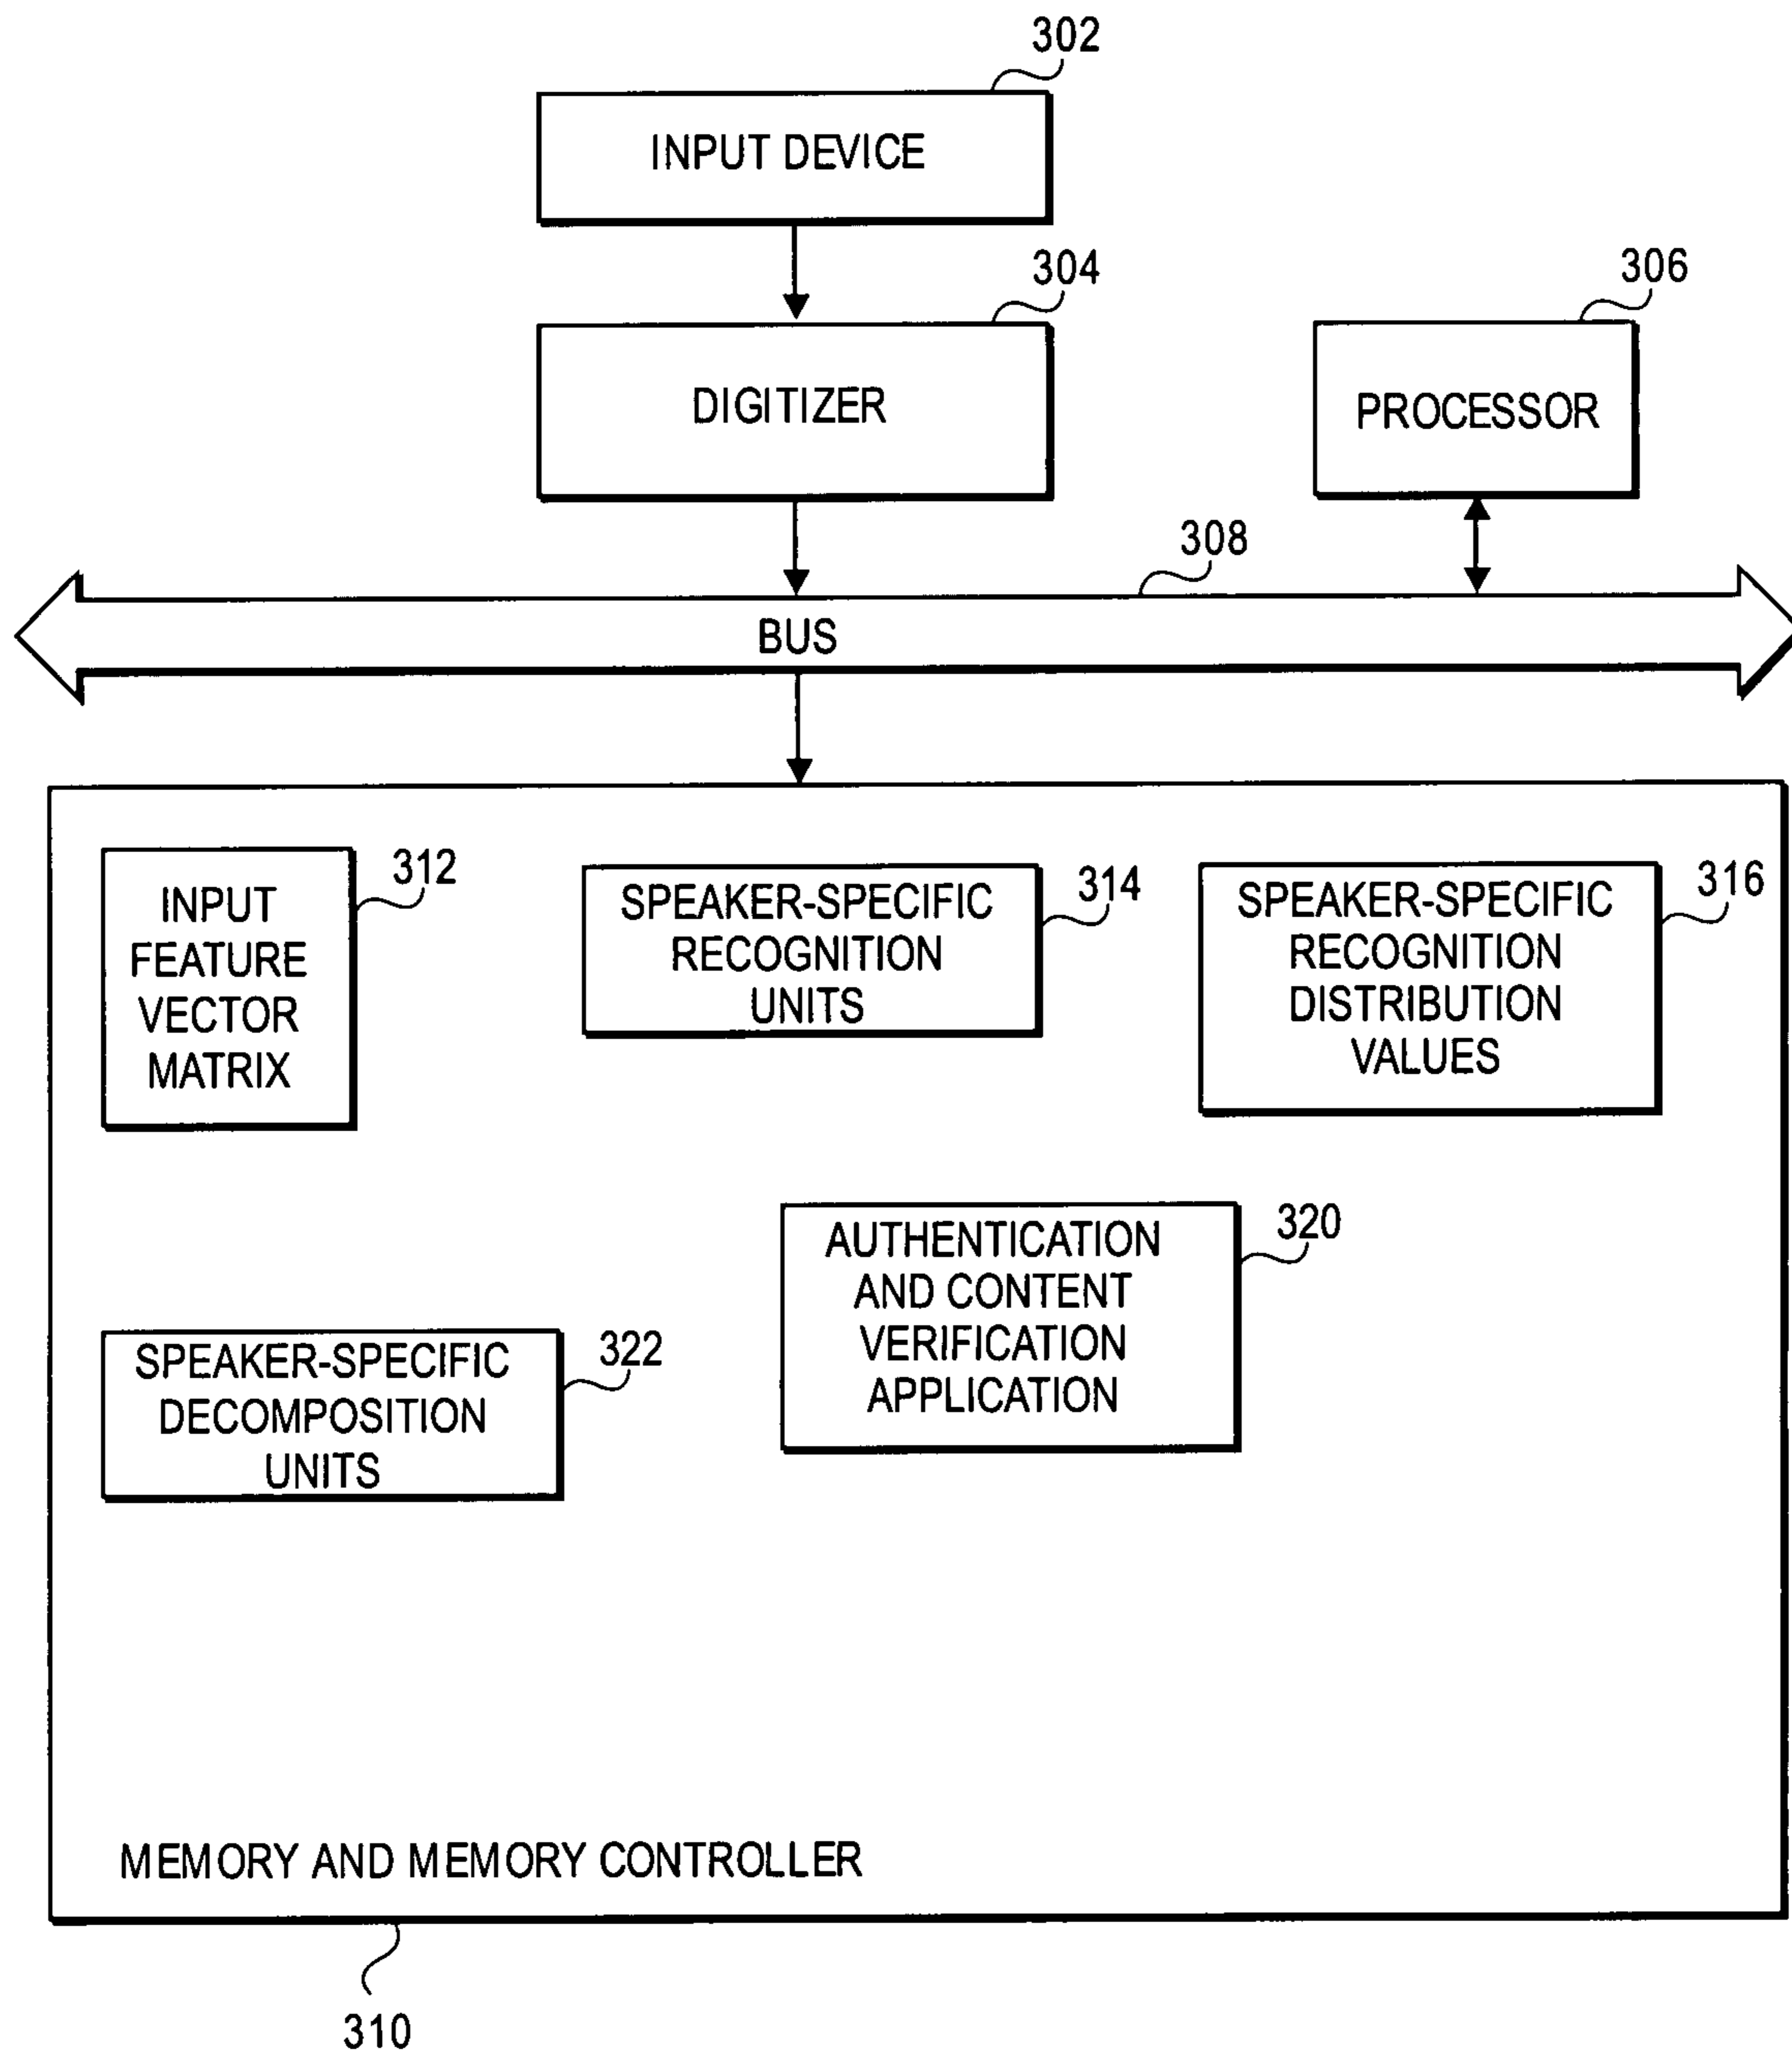 302
INPUT DEVICE
304
306
DIGITIZER
PROCESSOR
308
BUS
312
INPUT
FEATURE
VECTOR
MATRIX
314
SPEAKER-SPECIFIC
RECOGNITION
UNITS
316
SPEAKER-SPECIFIC
RECOGNITION
DISTRIBUTION
VALUES
320
AUTHENTICATION
AND CONTENT
VERIFICATION
APPLICATION
322
SPEAKER-SPECIFIC
DECOMPOSITION
UNITS
MEMORY AND MEMORY CONTROLLER
310